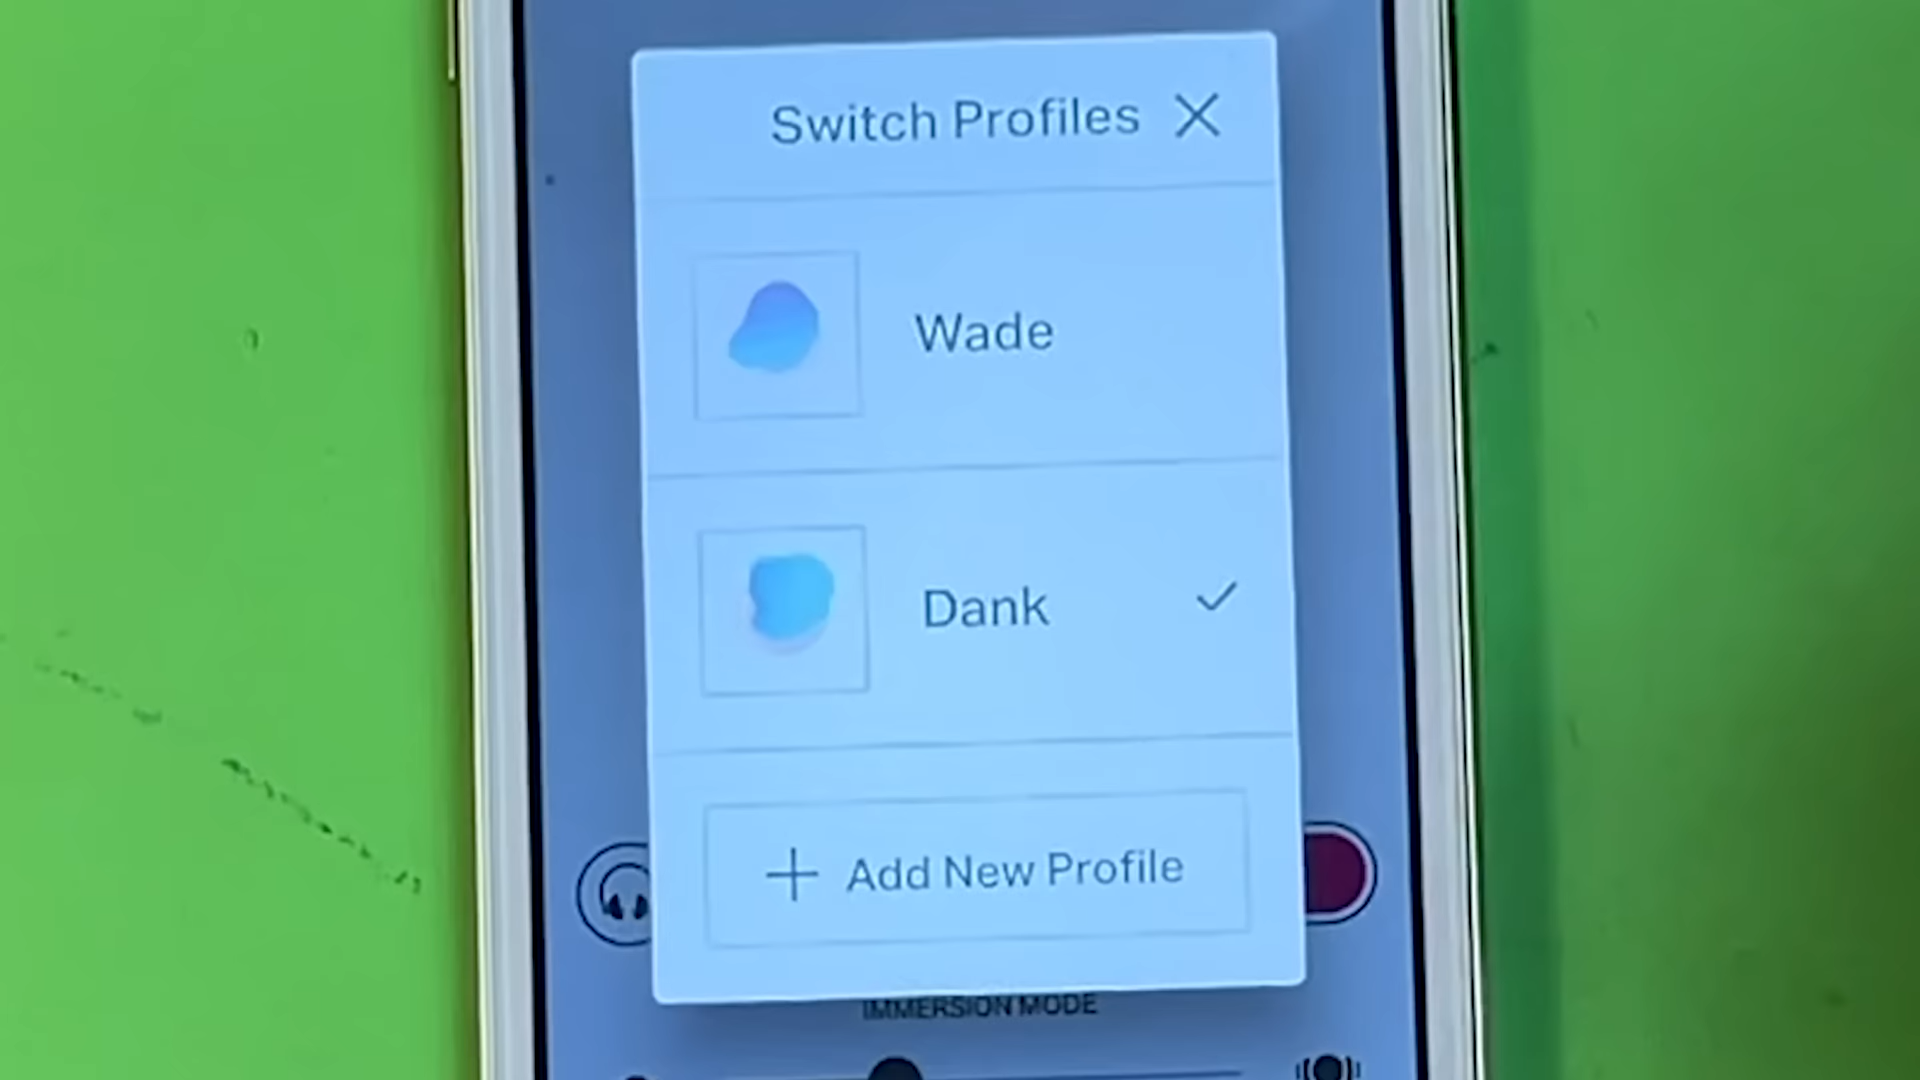 Switch Profiles
Wade
Dank
Add New Profile
IMMERSION MODE